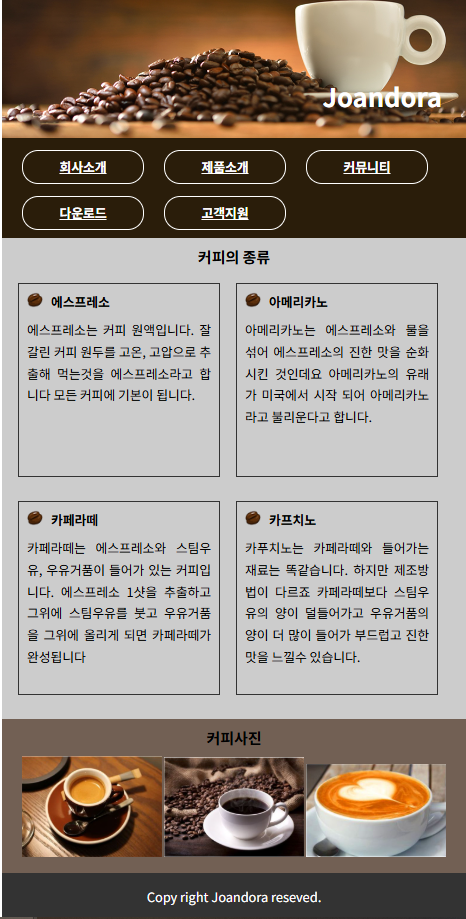 Joandora
회사소개 제품소개 커뮤니티
다운로드 고객지원
커피의 종류
에스프레소
에스프레소는 커피 원액입니다. 잘
갈린 커피 원두를 고온, 고압으로 추
출해 먹는것을 에스프레소라고 합
니다 모든 커피에 기본이 됩니다.
아메리카노
아메리카노는 에스프레소와 물을
섞어 에스프레소의 진한 맛을 순화
시킨 것인데요 아메리카노의 유래
가 미국에서 시작 되어 아메리카노
라고 불리운다고 합니다.
카페라떼
카페라떼는 에스프레소와 스팀우
유, 우유거품이 들어가 있는 커피입
니다. 에스프레소 1샷을 추출하고
그위에 스팀우유를 붓고 우유거품
을 그위에 올리게 되면 카페라떼가
완성됩니다
카프치노
카푸치노는 카페라떼와 들어가는
재료는 똑같습니다. 하지만 제조방
법이 다르죠 카페라떼보다 스팀우
유의 양이 덜들어가고 우유거품의
양이 더 많이 들어가 부드럽고 진한
맛을 느낄수 있습니다.
커피사진
Copy right Joandora reseved.